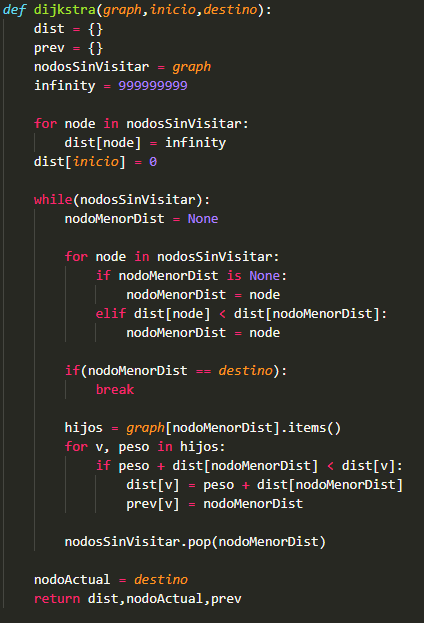 def dijkstra(graph,inicio,destino):
    dist = {}
    prev = {}
    nodosSinVisitar = graph
    infinity = 999999999

    for node in nodosSinVisitar:
        dist[node] = infinity
    dist[inicio] = 0

    while(nodosSinVisitar):
        nodoMenorDist = None

        for node in nodosSinVisitar:
            if nodoMenorDist is None:
                nodoMenorDist = node
            elif dist[node] < dist[nodoMenorDist]:
                nodoMenorDist = node

        if(nodoMenorDist == destino):
            break

        hijos = graph[nodoMenorDist].items()
        for v, peso in hijos:
            if peso + dist[nodoMenorDist] < dist[v]:
                dist[v] = peso + dist[nodoMenorDist]
                prev[v] = nodoMenorDist

        nodosSinVisitar.pop(nodoMenorDist)

    nodoActual = destino
    return dist,nodoActual,prev